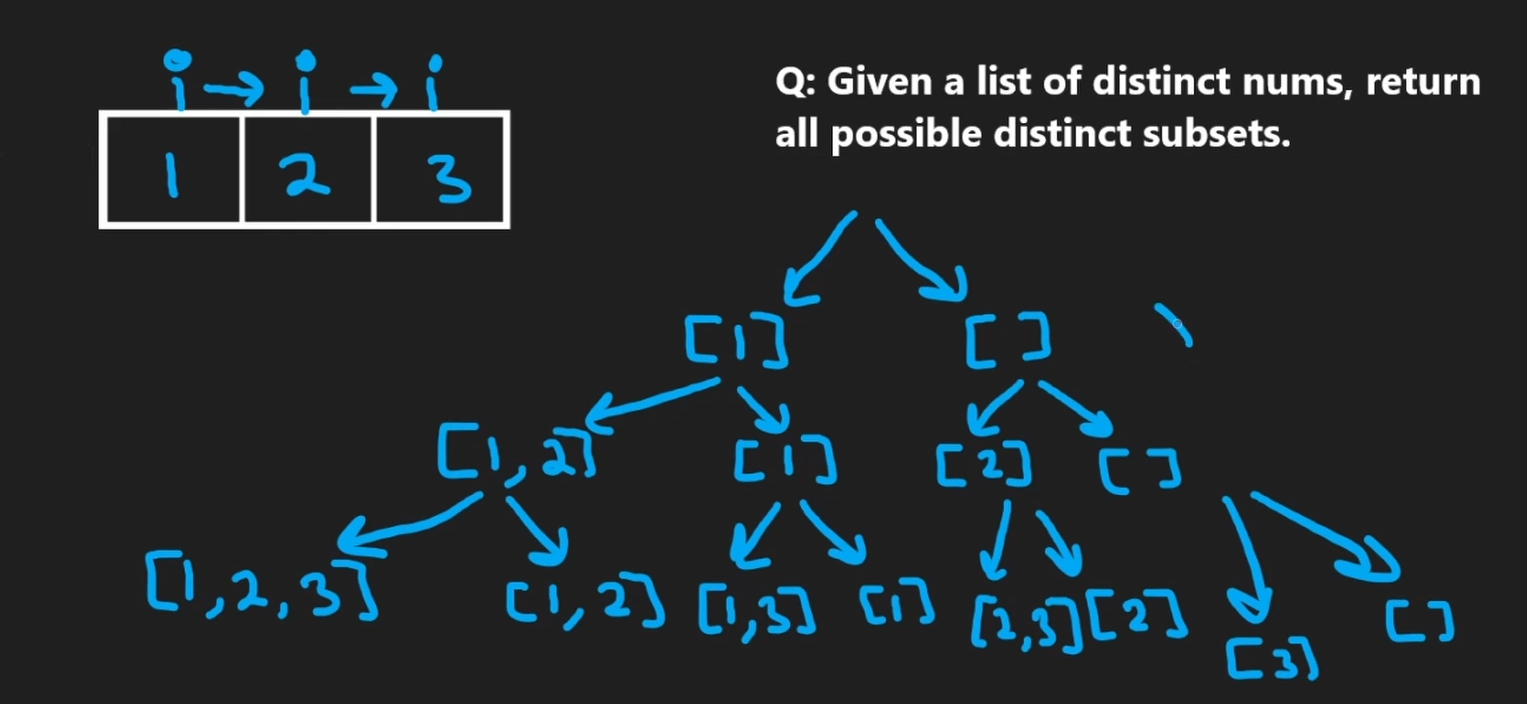 i → i → i
1 2 3
Q: Given a list of distinct nums, return
all possible distinct subsets.
[1] [ ]
[1,2] [1] [2] [ ]
[1,2,3] [1,2] [1,3] [1] [2,3] [2] [3] [ ]